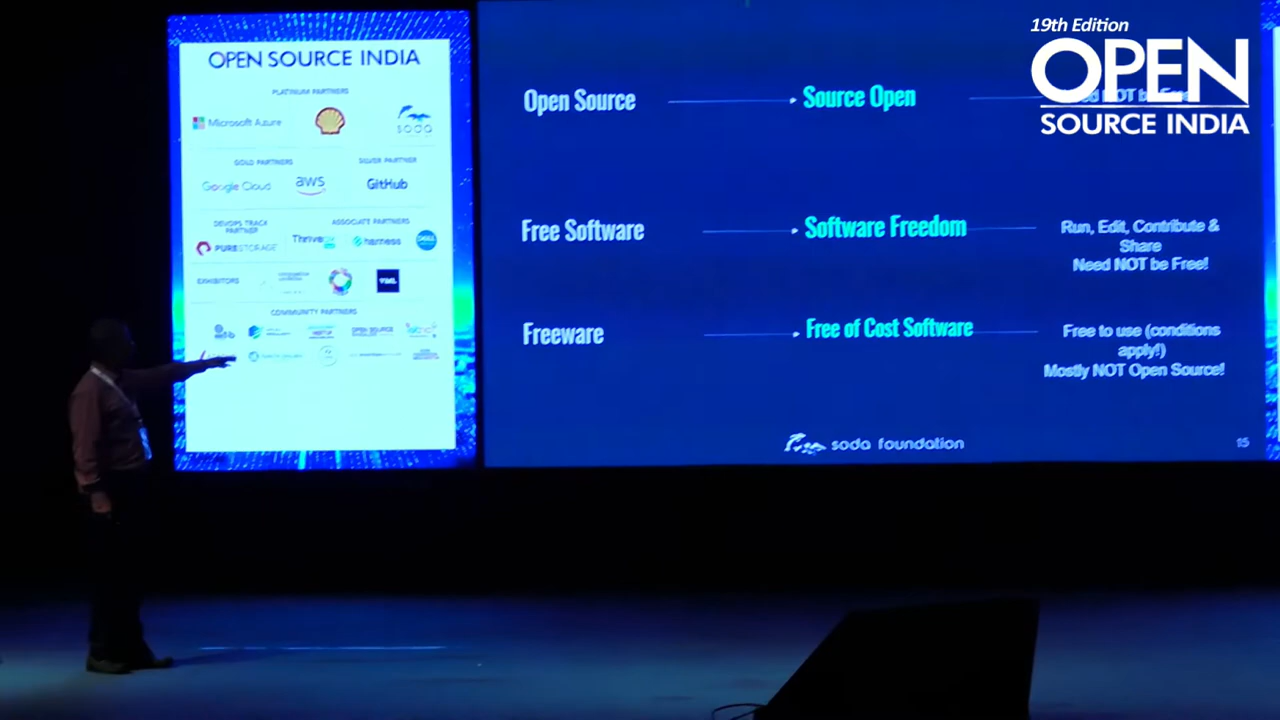 OPEN SOURCE INDIA
PLATINUM PARTNERS
Microsoft Azure
soda
GOLD PARTNERS
SILVER PARTNER
Google Cloud
aws
GitHub
DEVOPS TRACK
PARTNER
ASSOCIATE PARTNERS
PURESTORAGE
harness
DELL
EXHIBITORS
COMMUNITY PARTNERS
Open Source
Source Open
Free Software
Software Freedom
Run, Edit, Contribute &
Share
Need NOT be Free!
Freeware
Free of Cost Software
Free to use (conditions
apply!)
Mostly NOT Open Source!
soda foundation
15
19th Edition
OPEN
SOURCE INDIA